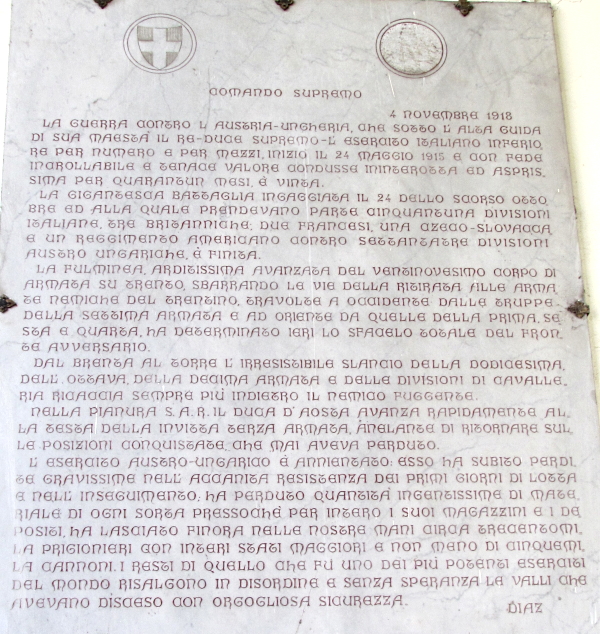 COMANDO SUPREMO
4 NOVEMBRE 1918
LA GUERRA CONTRO L'AUSTRIA-UNGHERIA, CHE SOTTO L'ALTA GUIDA
DI SUA MAESTA' IL RE-DUCE SUPREMO-L'ESERCITO ITALIANO INFERIO,
RE PER NUMERO E PER MEZZI, INIZIO IL 24 MAGGIO 1915 E CON FEDE
INCROLLABILE E TENACE VALORE CONDUSSE ININTEROTTA ED ASPRIS,
SIMA PER QUARANTUN MESI, È VINTA.
LA GIGANTESCA BATTAGLIA INGAGGIATA IL 24 DELLO SCORSO OTTO,
BRE ED ALLA QUALE PRENDEVANO PARTE CINQUANTUNA DIVISIONI
ITALIANE, TRE BRITANNICHE, DUE FRANCESI, UNA CZECO-SLOVACCA
E UN REGGIMENTO AMERICANO CONTRO SETTANTATRE DIVISIONI
AUSTRO UNGARICHE, È FINITA.
LA FULMINEA, ARDITISSIMA AVANZATA DEL VENTINOVESIMO CORPO DI
ARMATA SU TRENTO, SBARRANDO LE VIE DELLA RITIRATA ALLE ARMA,
TE NEMICHE DEL TRENTINO, TRAVOLTE A OCCIDENTE DALLE TRUPPE
DELLA SETTIMA ARMATA E AD ORIENTE DA QUELLE DELLA PRIMA, SE,
STA E QUARTA, HA DETERMINATO IERI LO SFACELO TOTALE DEL FRON,
TE AVVERSARIO.
DAL BRENTA AL TORRE L'IRRESISTIBILE SLANCIO DELLA DODICESIMA,
DELL'OTTAVA, DELLA DECIMA ARMATA E DELLE DIVISIONI DI CAVALLE,
RIA RICACCIA SEMPRE PIU' INDIETRO IL NEMICO FUGGENTE.
NELLA PIANURA S.A.R. IL DUCA D'AOSTA AVANZA RAPIDAMENTE AL,
LA TESTA DELLA INVITTA TERZA ARMATA, ANELANTE DI RITORNARE SUL,
LE POSIZIONI CONQUISTATE, CHE MAI AVEVA PERDUTO.
L'ESERCITO AUSTRO-UNGARICO È ANNIENTATO: ESSO HA SUBITO PERDI,
TE GRAVISSIME NELL'ACCANITA RESISTENZA DEI PRIMI GIORNI DI LOTTA
E NELL'INSEGUIMENTO: HA PERDUTO QUANTITA' INGENTISSIME DI MATE,
RIALE DI OGNI SORTA PRESSOCHÈ PER INTERO I SUOI MAGAZZINI E I DE,
POSITI, HA LASCIATO FINORA NELLE NOSTRE MANI CIRCA TRECENTOMI,
LA PRIGIONIERI CON INTERI STATI MAGGIORI E NON MENO DI CINQUEMI,
LA CANNONI. I RESTI DI QUELLO CHE FU UNO DEI PIU' POTENTI ESERCITI
DEL MONDO RISALGONO IN DISORDINE E SENZA SPERANZA LE VALLI CHE
AVEVANO DISCESO CON ORGOGLIOSA SICUREZZA.
DIAZ